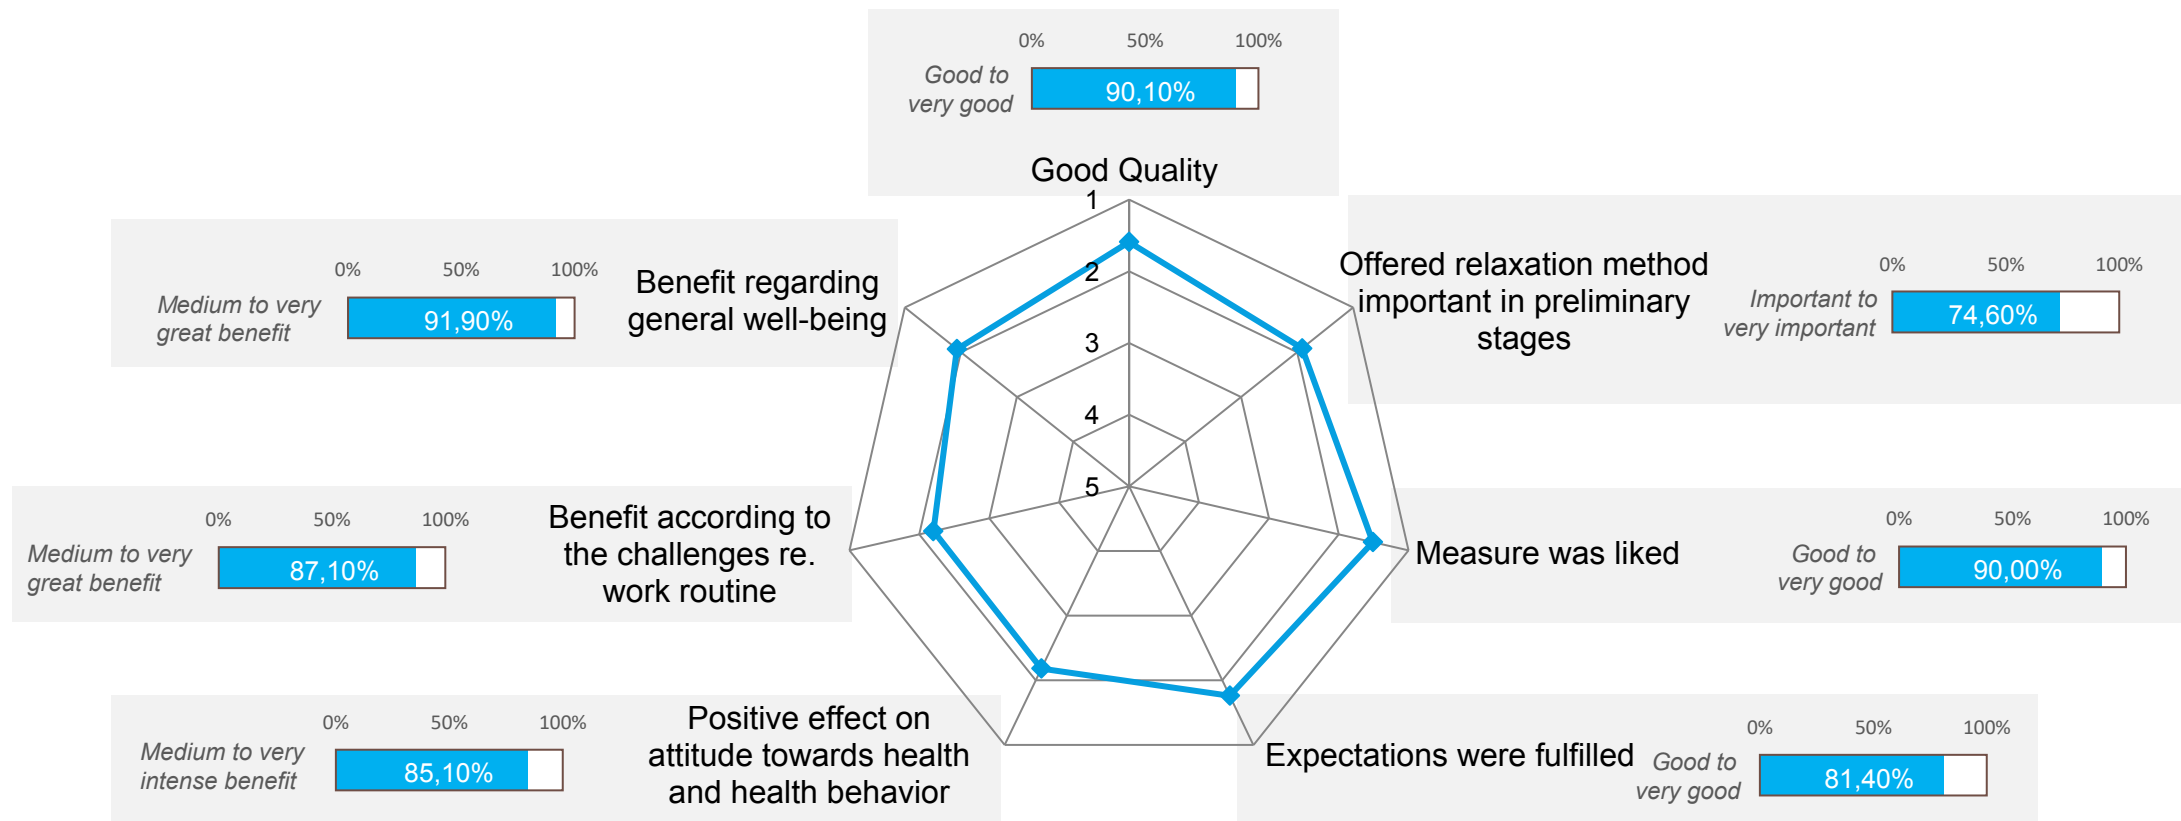 0% 50% 100%
Good to
very good
90,10%
Good Quality
1
2
3
4
5
0% 50% 100%
Medium to very
great benefit
91,90%
Benefit regarding
general well-being
Offered relaxation method
important in preliminary
stages
0% 50% 100%
Important to
very important
74,60%
0% 50% 100%
Medium to very
great benefit
87,10%
Benefit according to
the challenges re.
work routine
Measure was liked
0% 50% 100%
Good to
very good
90,00%
0% 50% 100%
Medium to very
intense benefit
85,10%
Positive effect on
attitude towards health
and health behavior
Expectations were fulfilled
0% 50% 100%
Good to
very good
81,40%